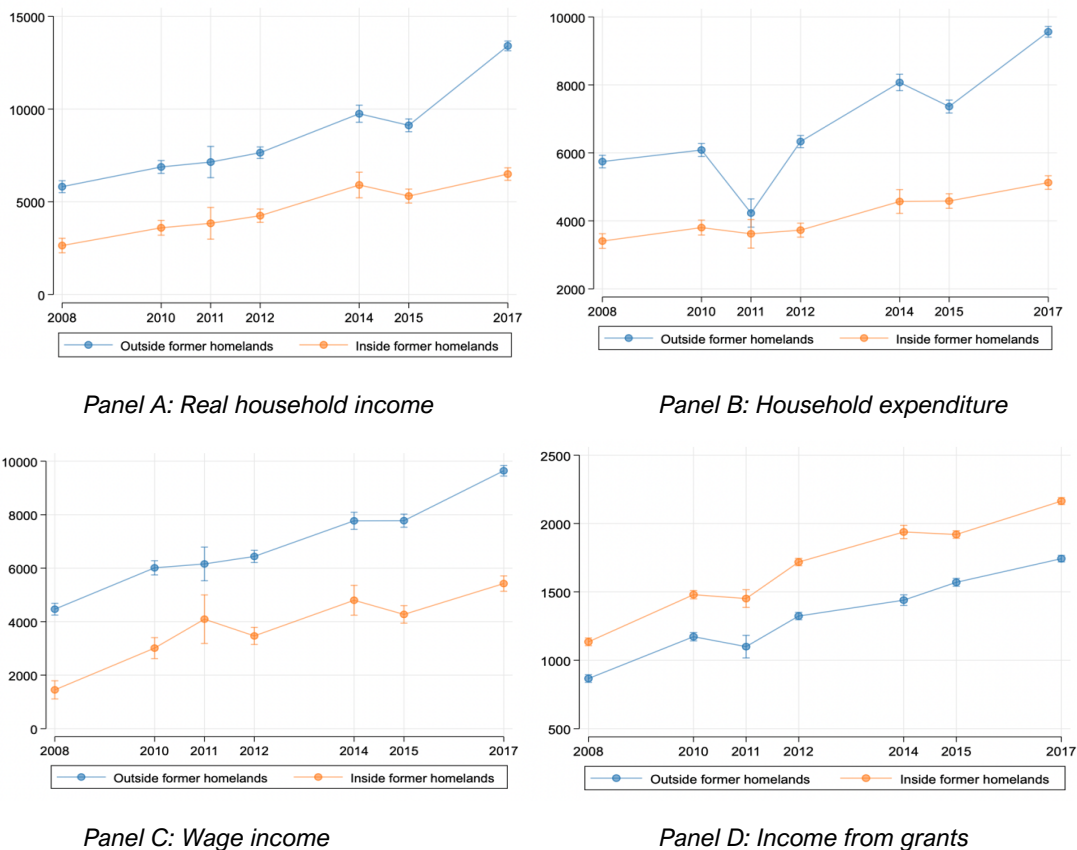 15000
10000
5000
0
2008 2010 2011 2012 2014 2015 2017
Outside former homelands Inside former homelands
Panel A: Real household income
10000
8000
6000
4000
2000
2008 2010 2011 2012 2014 2015 2017
Outside former homelands Inside former homelands
Panel B: Household expenditure
10000
8000
6000
4000
2000
0
2008 2010 2011 2012 2014 2015 2017
Outside former homelands Inside former homelands
Panel C: Wage income
2500
2000
1500
1000
500
2008 2010 2011 2012 2014 2015 2017
Outside former homelands Inside former homelands
Panel D: Income from grants